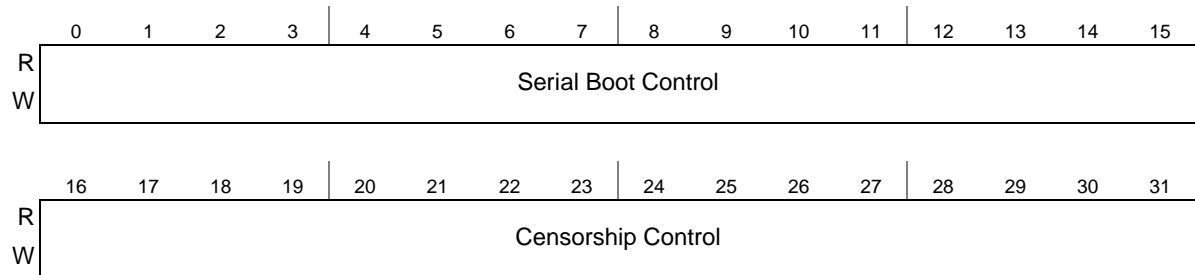 0 1 2 3 4 5 6 7 8 9 10 11 12 13 14 15
R
Serial Boot Control
W
16 17 18 19 20 21 22 23 24 25 26 27 28 29 30 31
R
Censorship Control
W